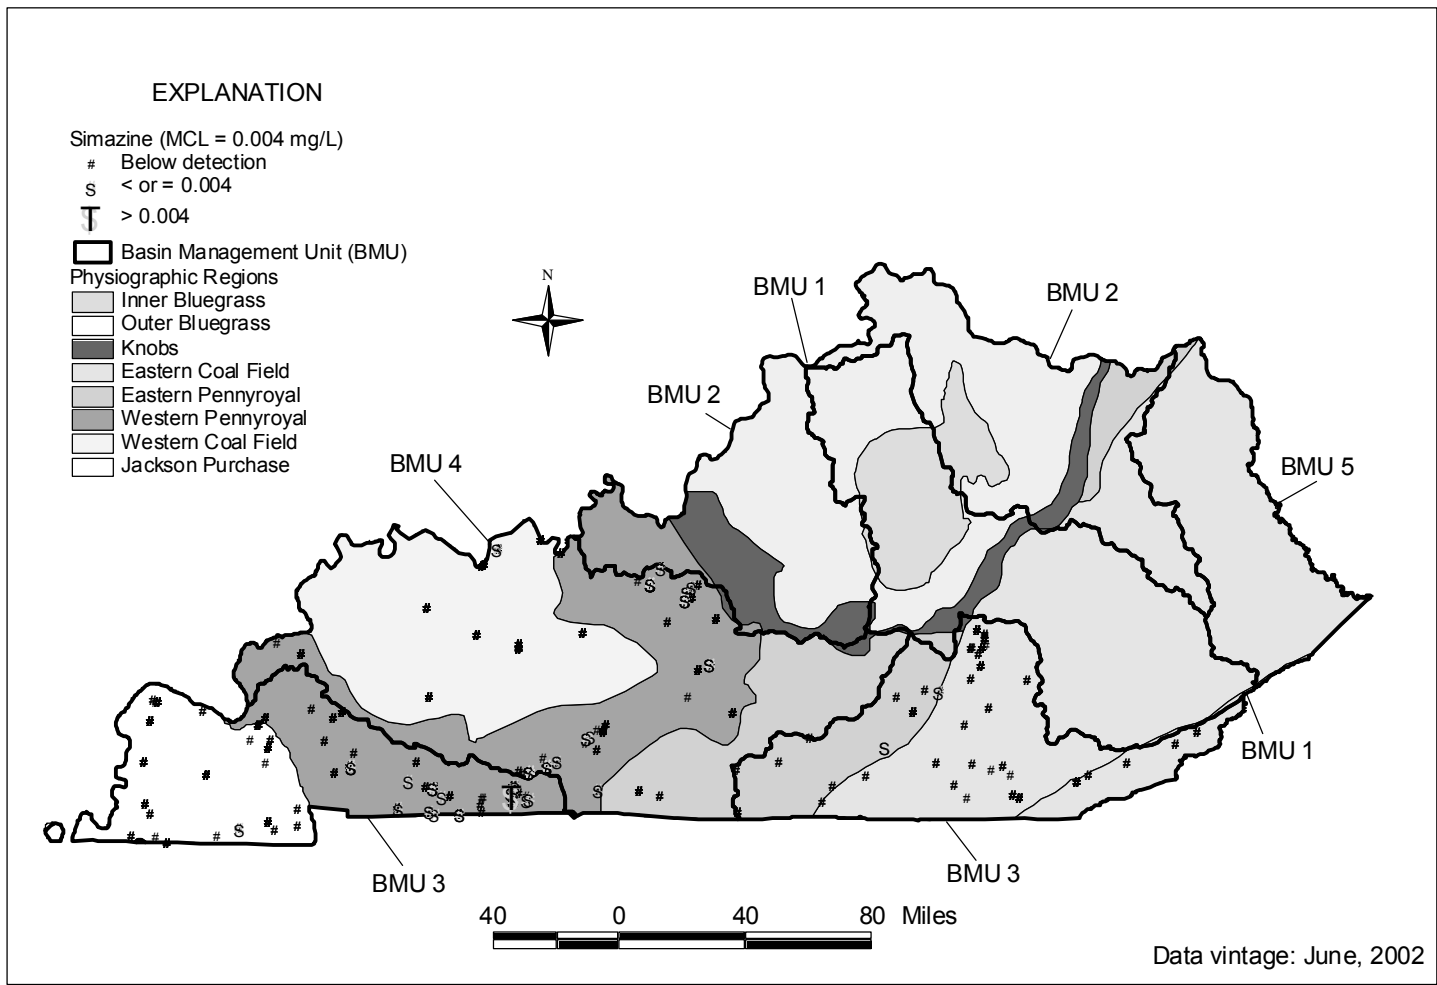 EXPLANATION
Simazine (MCL = 0.004 mg/L)
# Below detection
S < or = 0.004
T > 0.004
Basin Management Unit (BMU)
Physiographic Regions
Inner Bluegrass
Outer Bluegrass
Knobs
Eastern Coal Field
Eastern Pennyroyal
Western Pennyroyal
Western Coal Field
Jackson Purchase
N
BMU 1
BMU 2
BMU 2
BMU 4
BMU 5
BMU 1
BMU 3
BMU 3
40 0 40 80 Miles
Data vintage: June, 2002